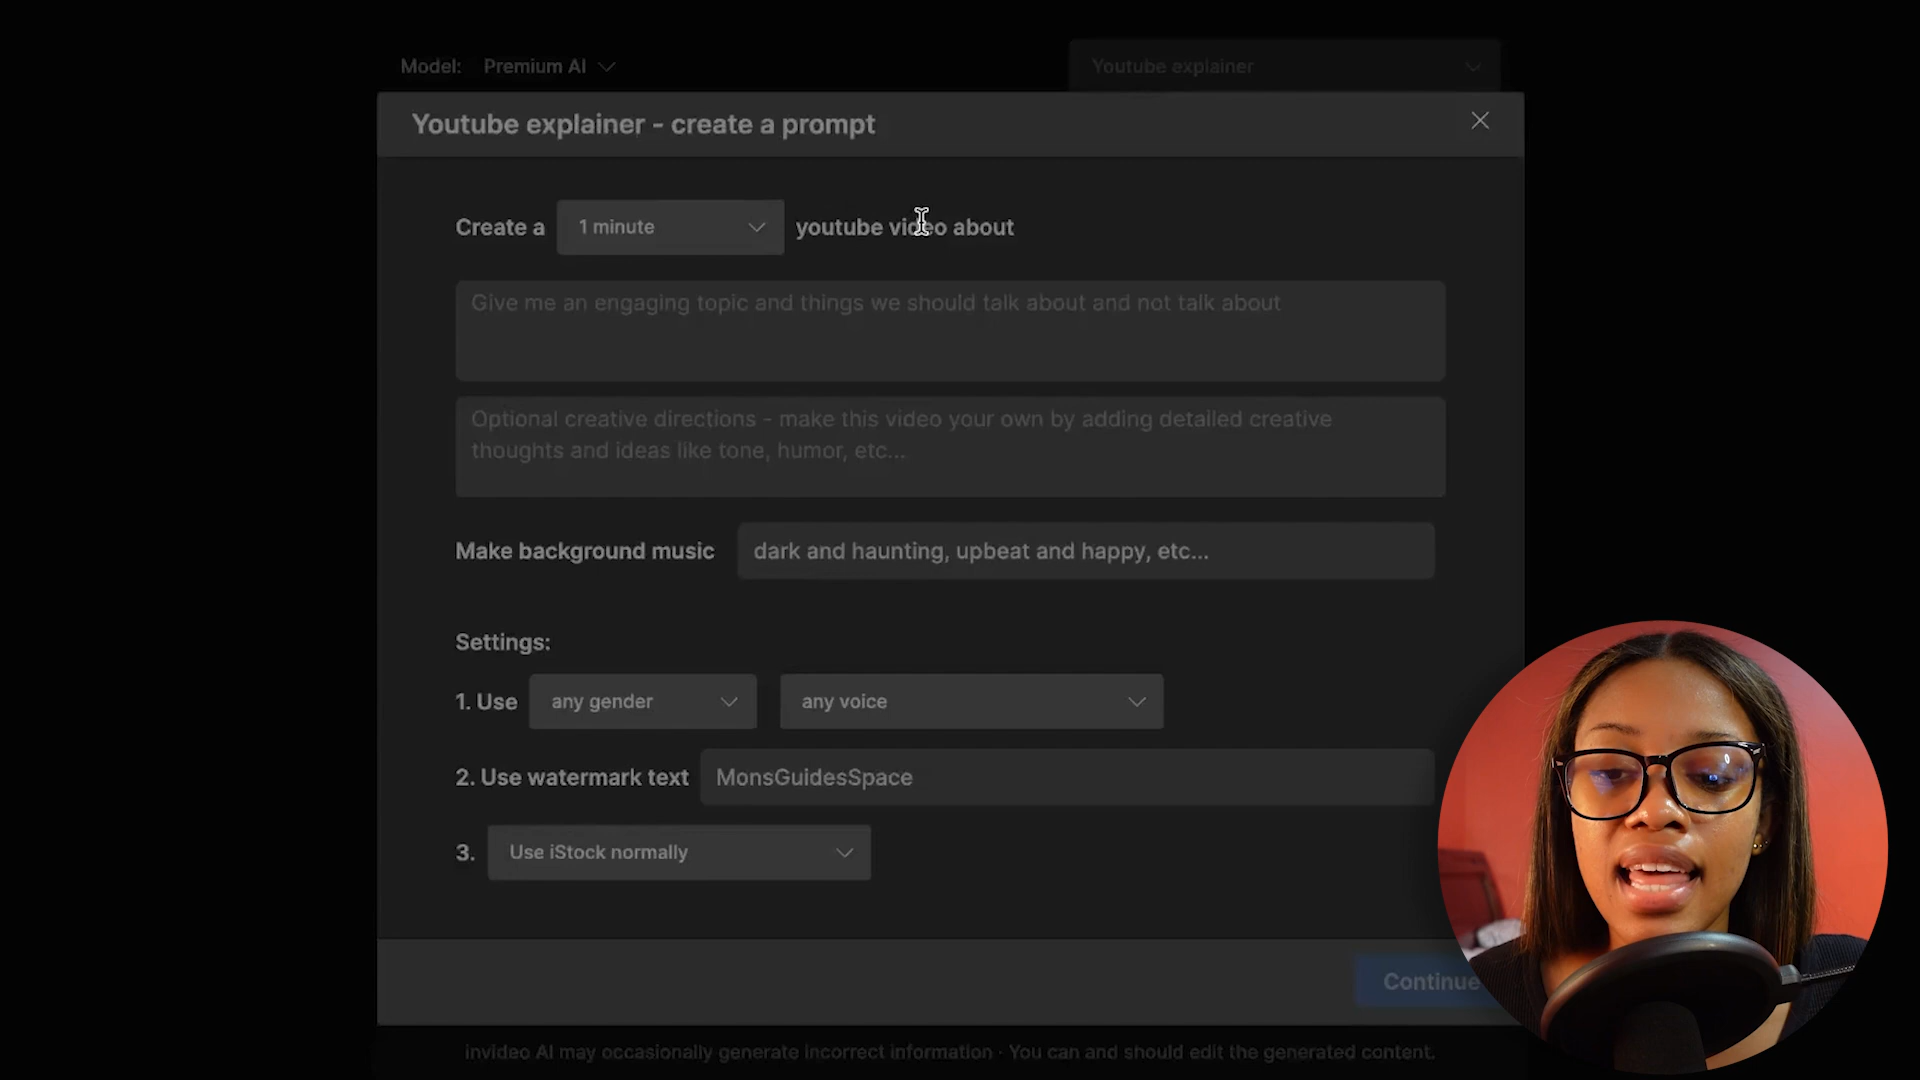 Model: Premium AI
Youtube explainer
Youtube explainer - create a prompt
Create a 1 minute youtube video about
Give me an engaging topic and things we should talk about and not talk about
Optional creative directions - make this video your own by adding detailed creative
thoughts and ideas like tone, humor, etc...
Make background music dark and haunting, upbeat and happy, etc...
Settings:
1. Use any gender any voice
2. Use watermark text MonsGuidesSpace
3. Use iStock normally
Continue
invideo AI may occasionally generate incorrect information · You can and should edit the generated content.